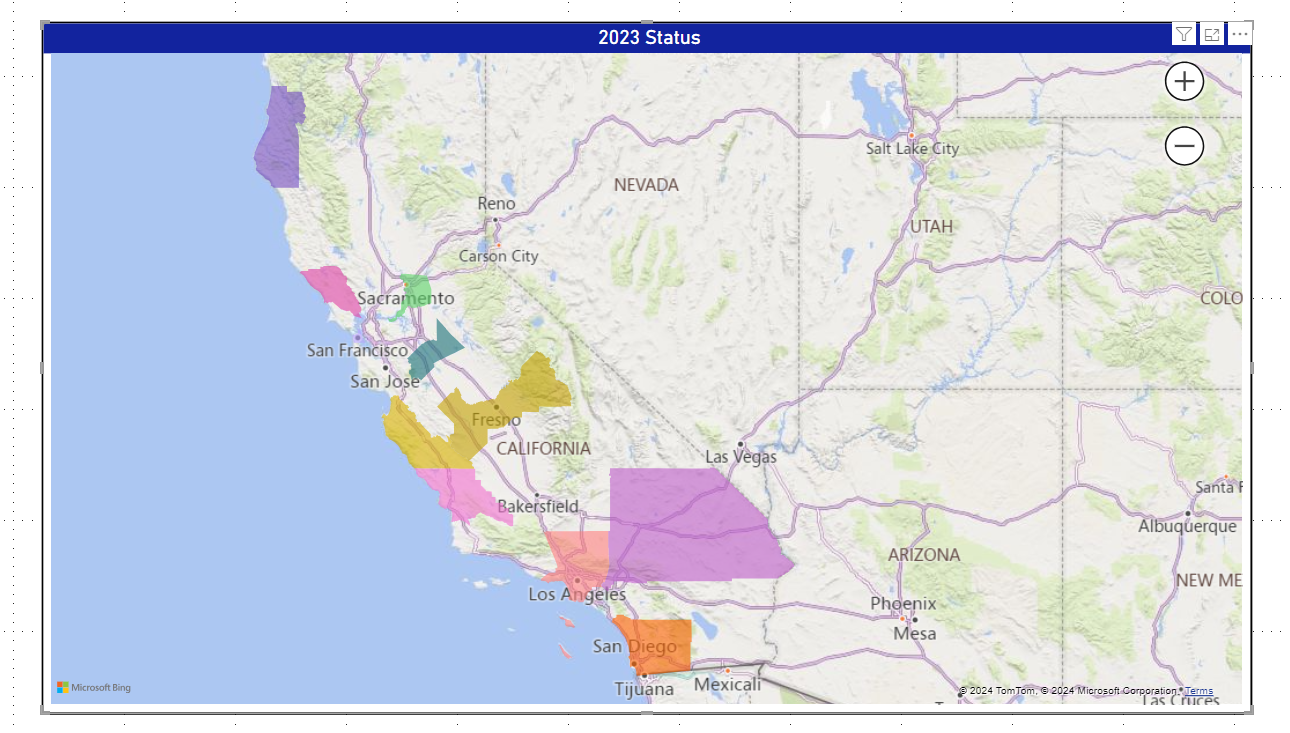 2023 Status
Salt Lake City
NEVADA
Reno
UTAH
Carson City
Sacramento
COLO
San Francisco
San Jose
Fresno
CALIFORNIA
Las Vegas
Santa F
Bakersfield
Albuquerque
ARIZONA
Los Angeles
NEW ME
Phoenix
Mesa
San Diego
Tijuana
Mexicali
Microsoft Bing
© 2024 TomTom, © 2024 Microsoft Corporation, Terms
Las Cruces